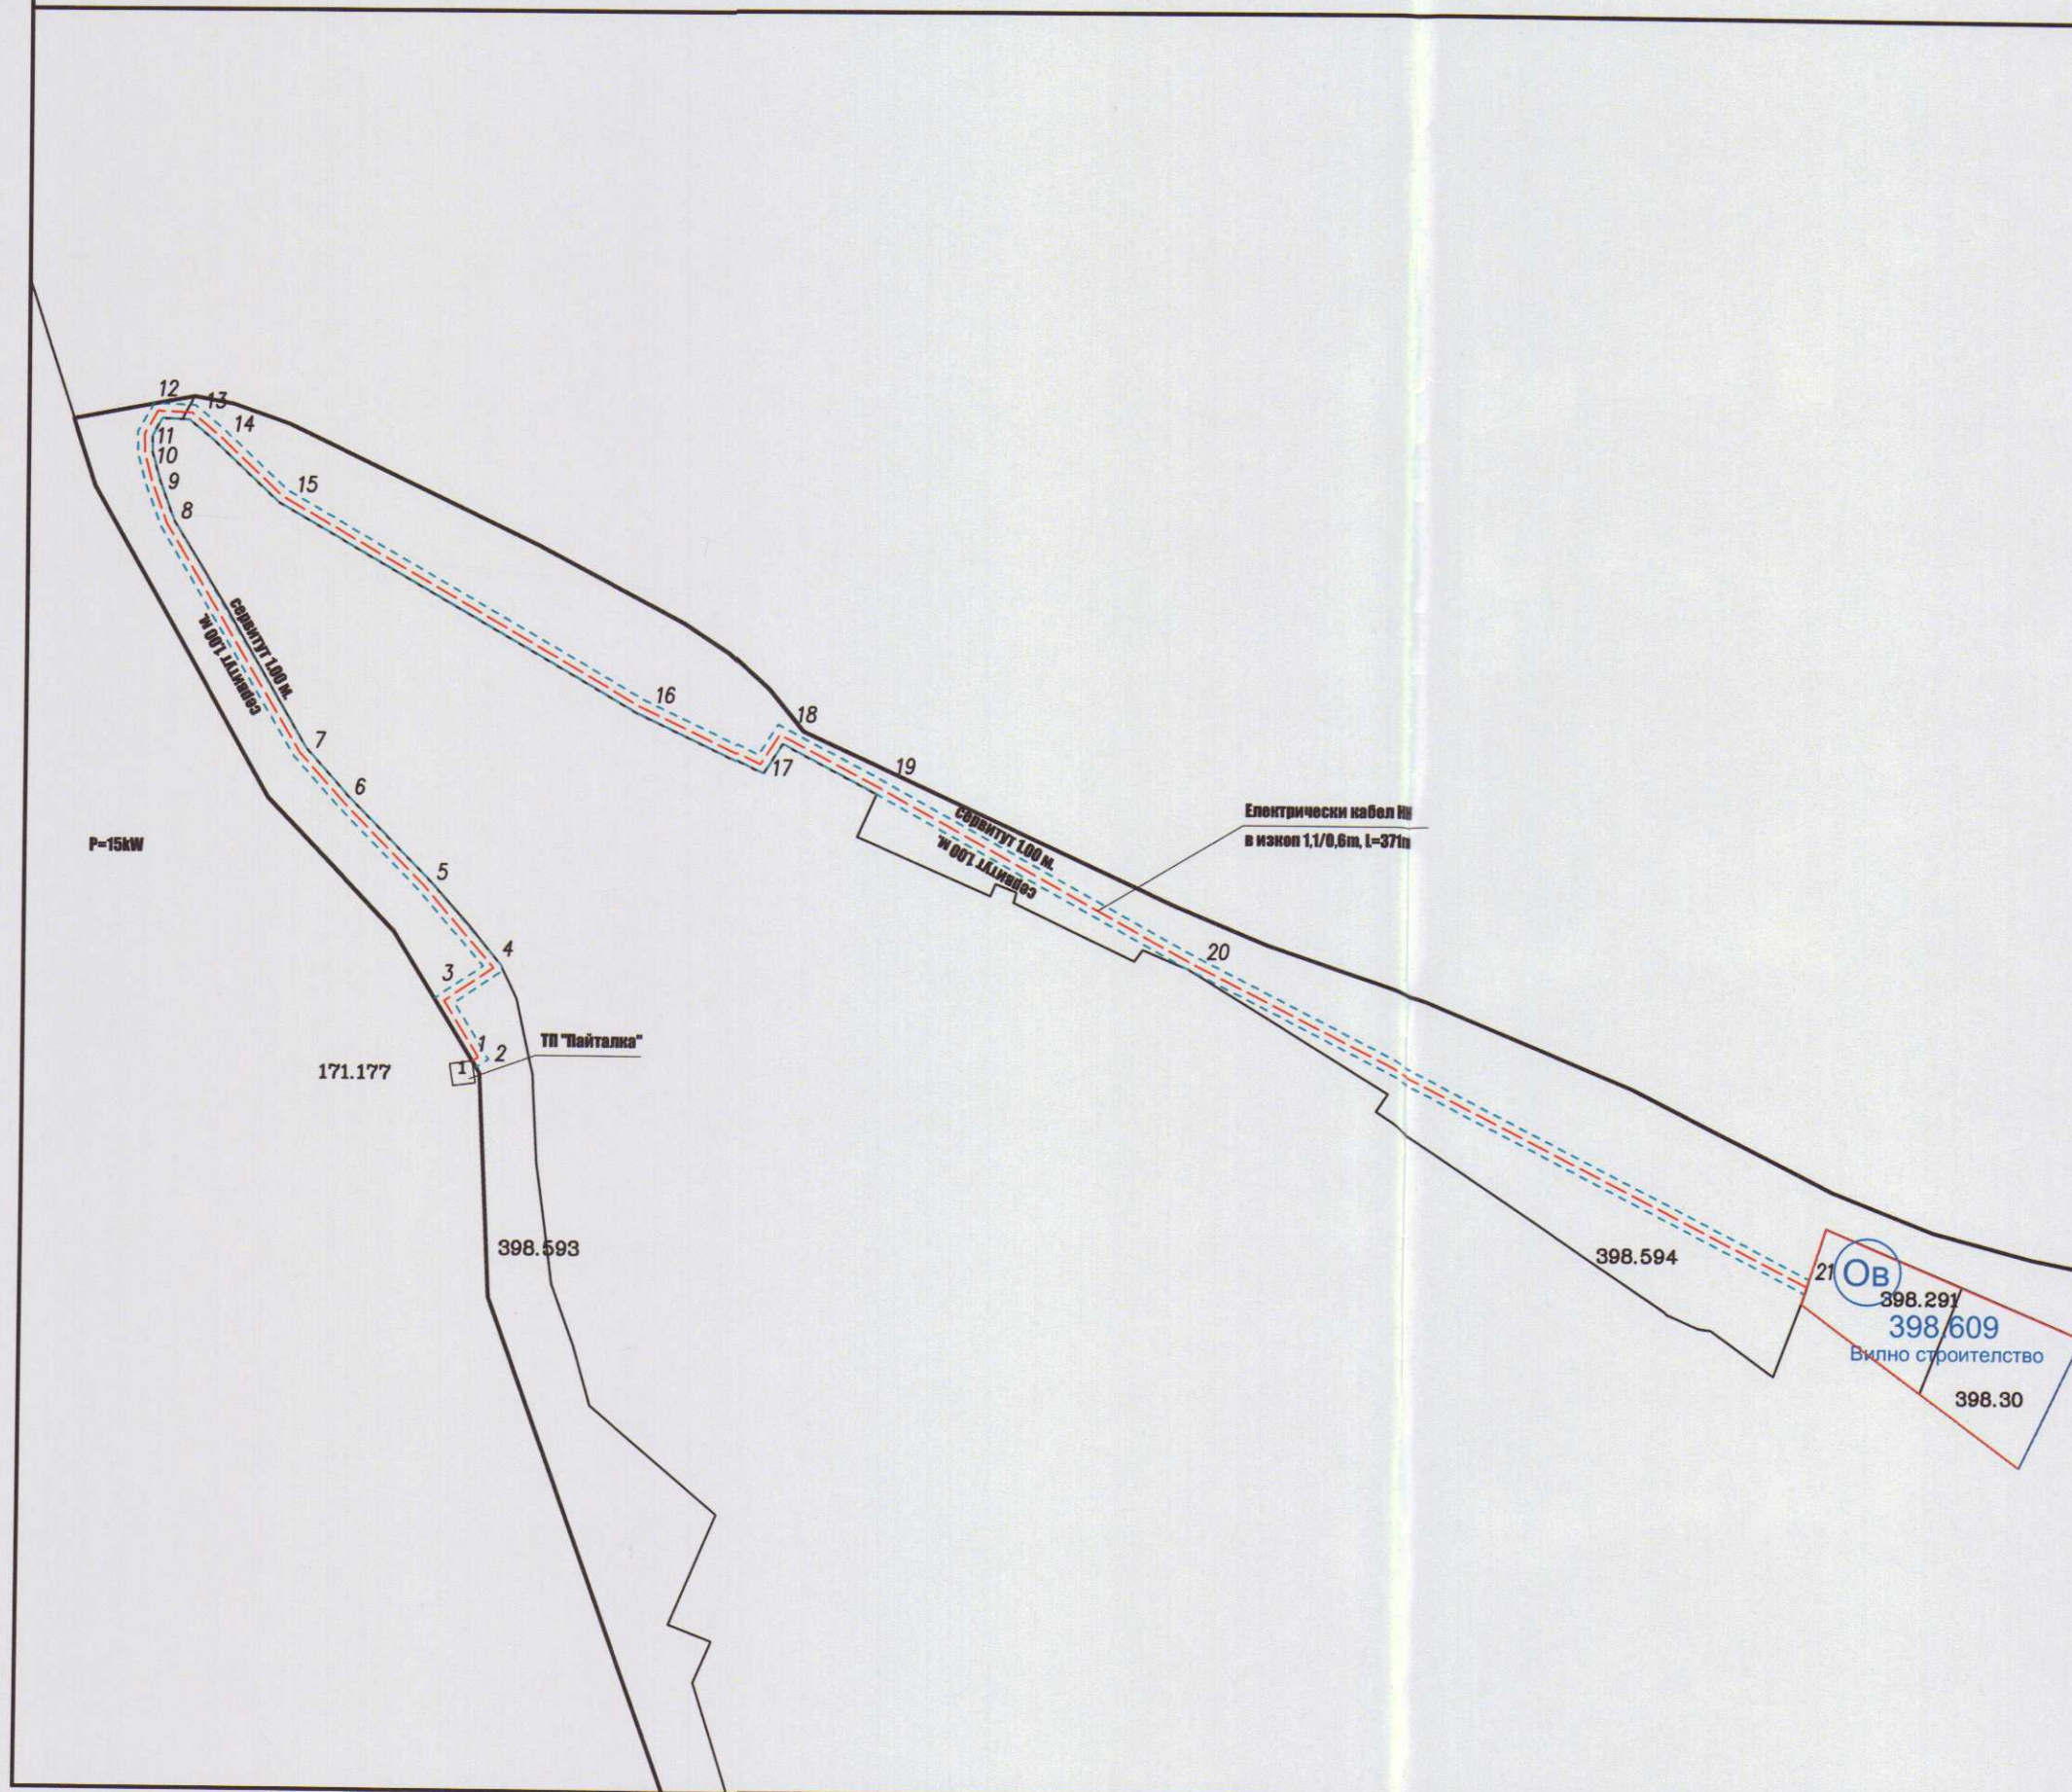 12
13
14
11
10
15
9
8
сервитут 1.00 м.
сервитут 1.00 м.
16
18
7
17
19
6
Електрически кабел НН
в изкоп 1,1/0,6m, L=371m
сервитут 1.00 м.
сервитут 1.00 м.
P=15kW
5
4
20
3
1
2
ТП "Пайталка"
171.177
1
398.593
398.594
21
Ов
398.291
398.609
Вилно строителство
398.30